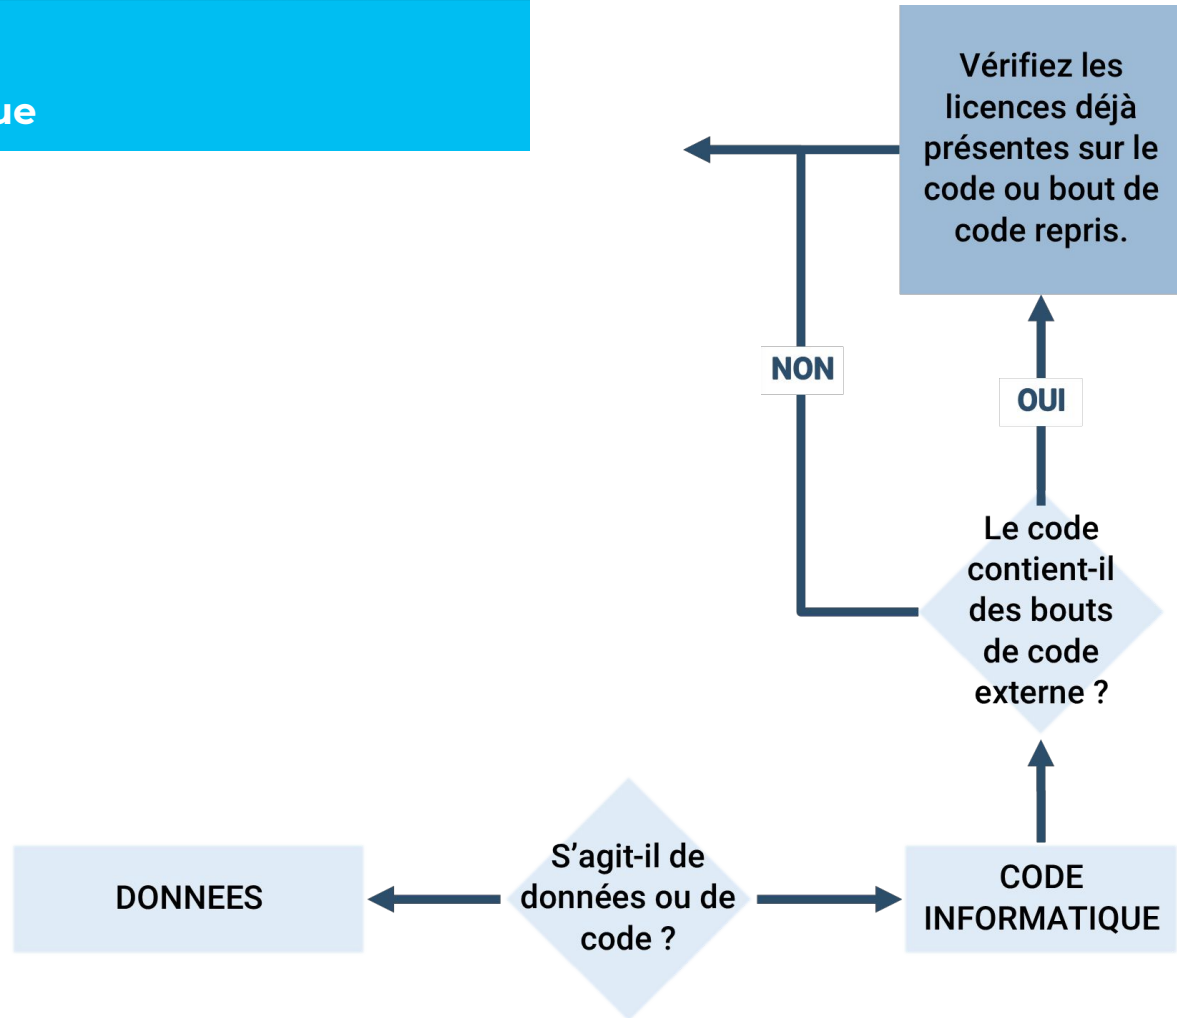 ue
Vérifiez les
licences déjà
présentes sur le
code ou bout de
code repris.
NON
OUI
Le code
contient-il
des bouts
de code
externe ?
S’agit-il de
données ou de
code ?
DONNEES
CODE
INFORMATIQUE